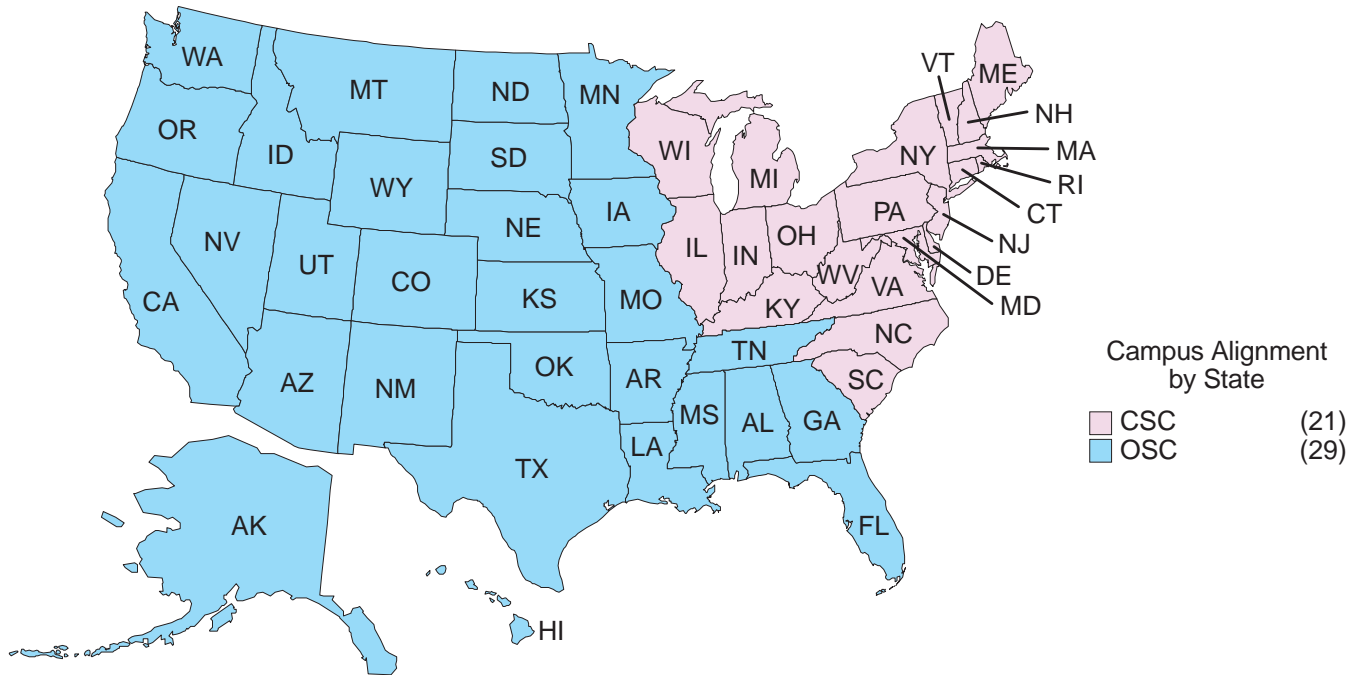 WA
MT
ND
MN
VT
ME
NH
OR
ID
SD
WI
MI
NY
MA
RI
WY
CT
IA
PA
NE
NJ
NV
UT
CO
IL
IN
OH
WV
DE
MD
CA
KS
MO
KY
VA
NC
TN
AZ
NM
OK
AR
SC
MS
AL
GA
LA
TX
FL
AK
HI
Campus Alignment
by State
CSC (21)
OSC (29)